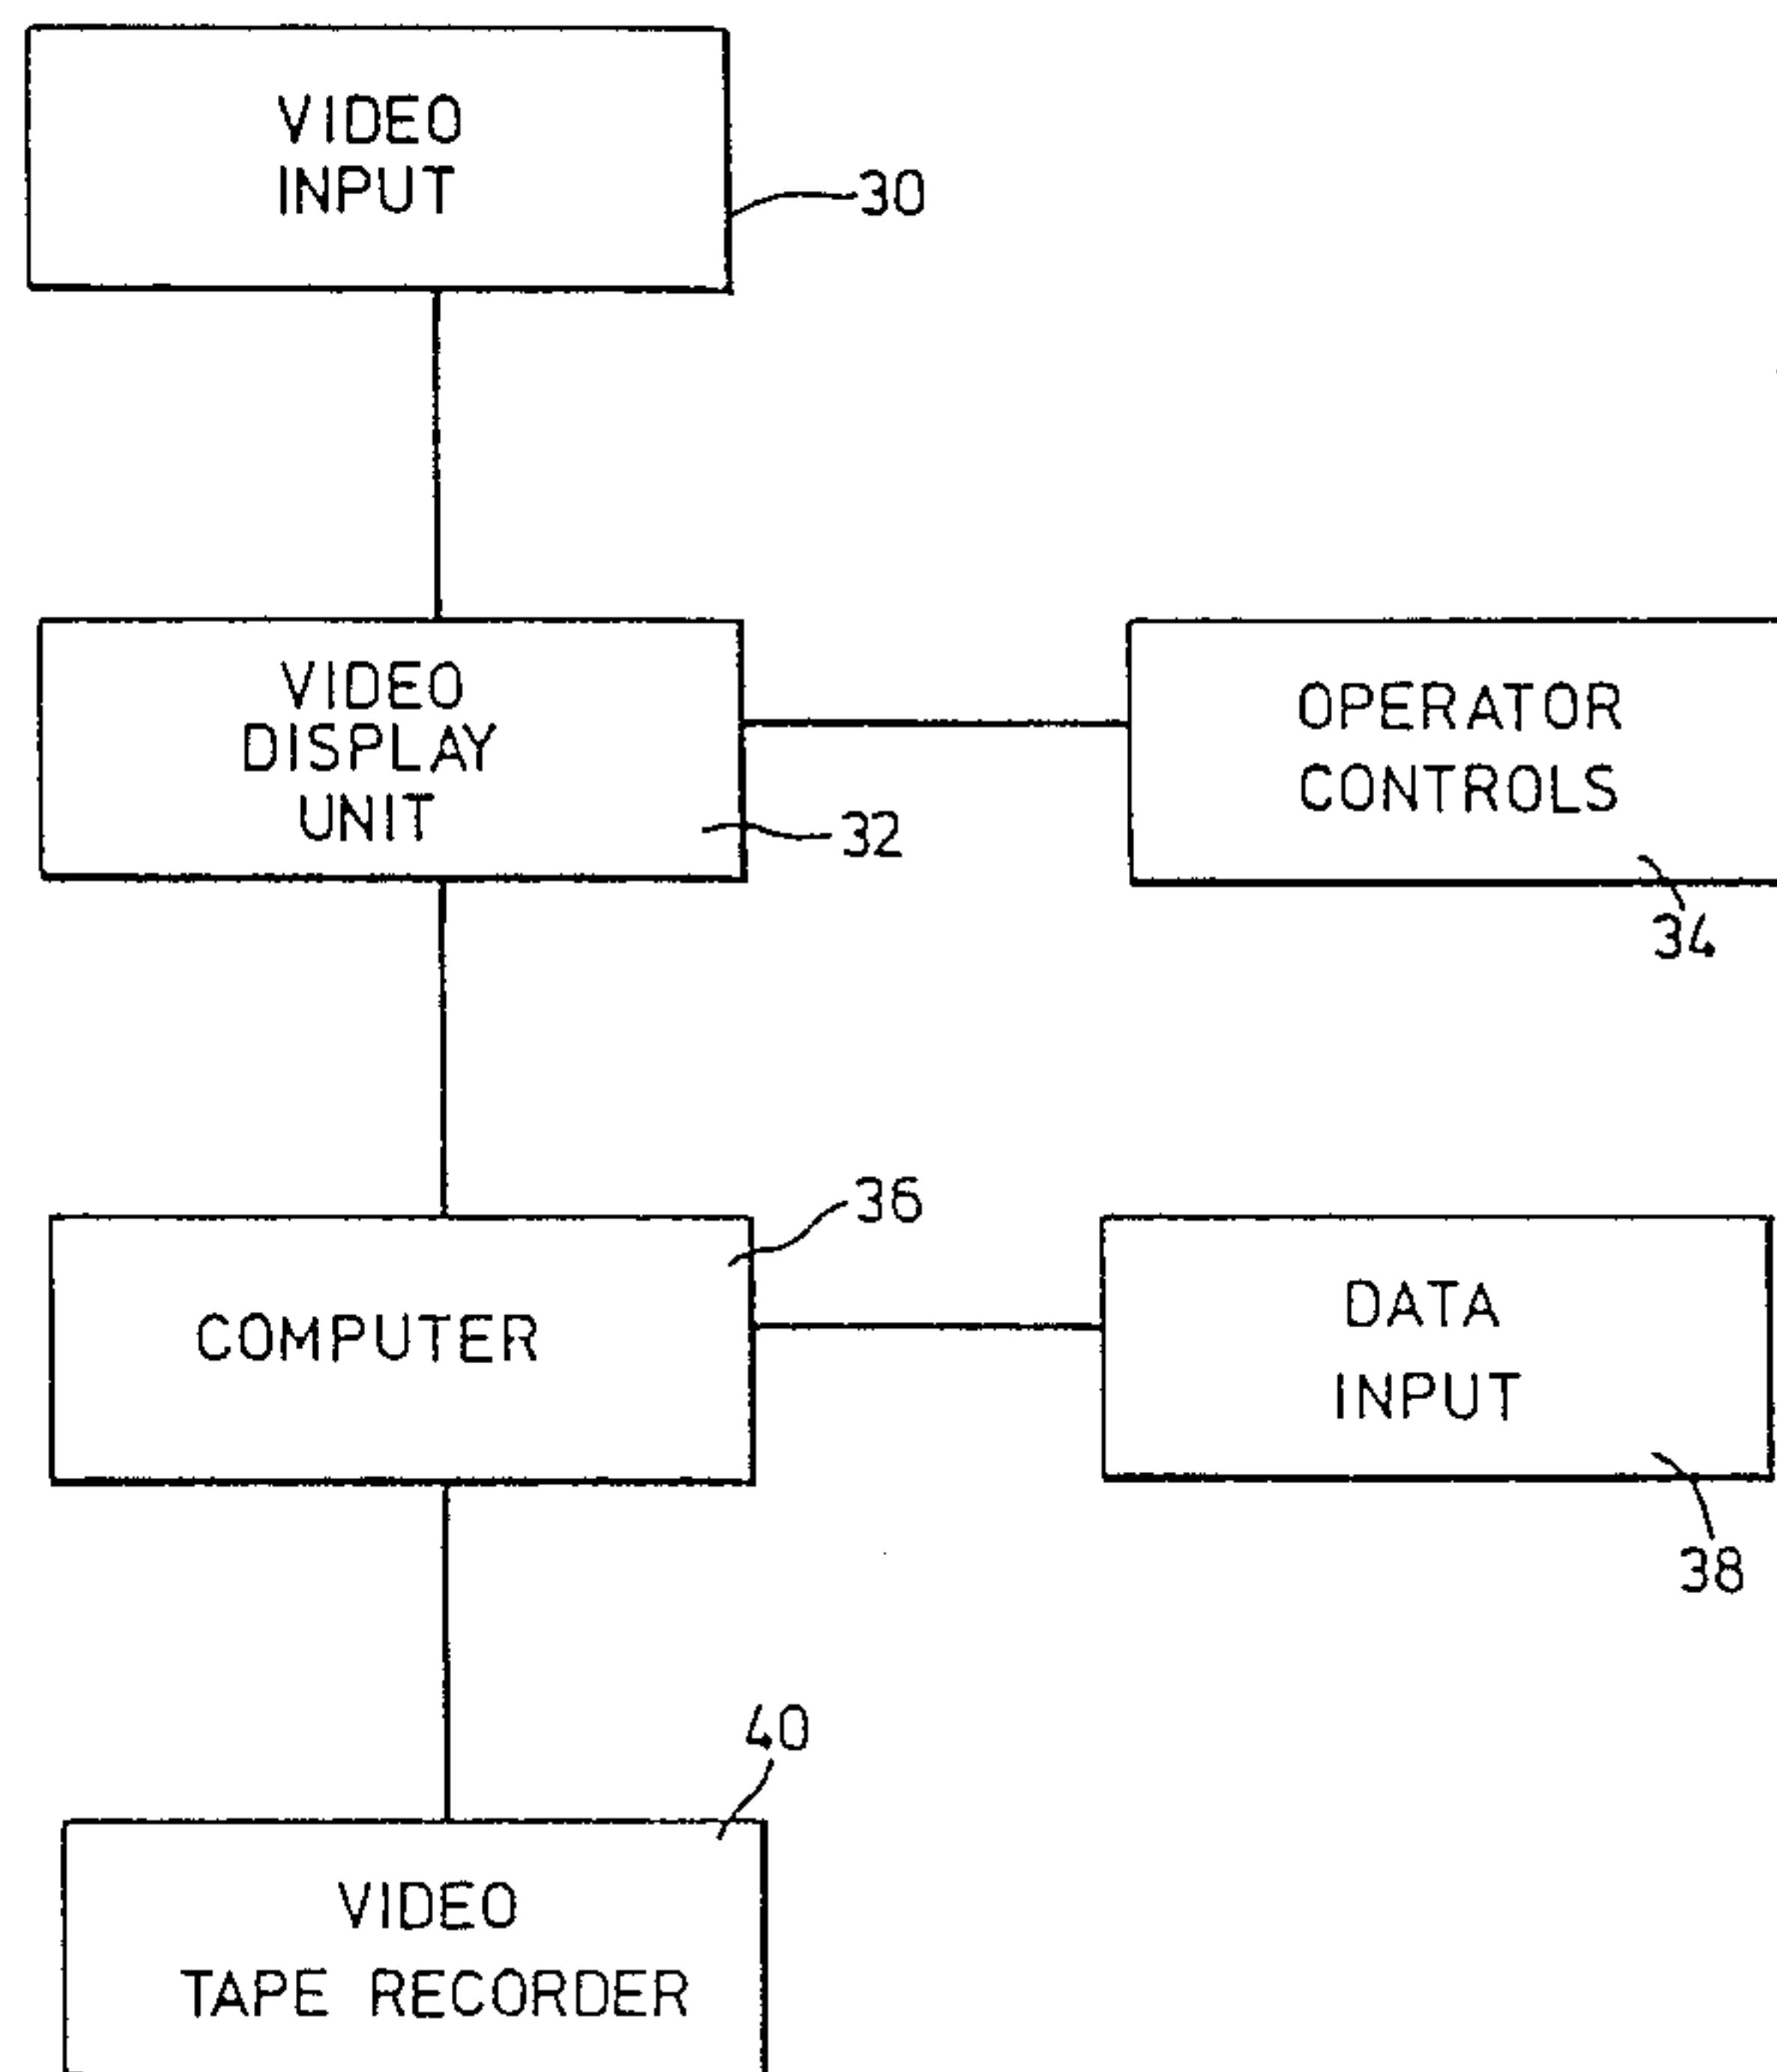 VIDEO
INPUT
30
VIDEO
DISPLAY
UNIT
32
OPERATOR
CONTROLS
34
36
COMPUTER
DATA
INPUT
38
40
VIDEO
TAPE RECORDER